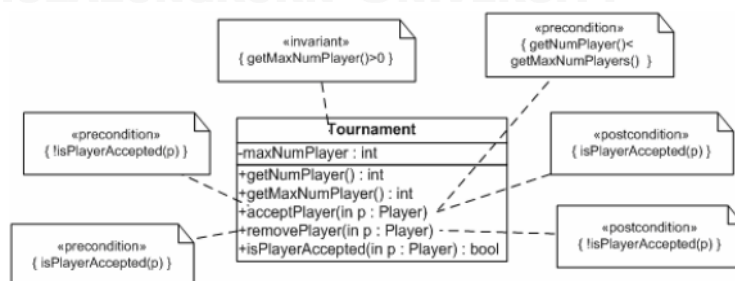 «invariant»
{ getMaxNumPlayer()>0 }
«precondition»
{ getNumPlayer()<
getMaxNumPlayers() }
«precondition»
{ !isPlayerAccepted(p) }
Tournament
-maxNumPlayer : int
+getNumPlayer() : int
+getMaxNumPlayer() : int
+acceptPlayer(in p : Player)
+removePlayer(in p : Player)
+isPlayerAccepted(in p : Player) : bool
«postcondition»
{ isPlayerAccepted(p) }
«precondition»
{ isPlayerAccepted(p) }
«postcondition»
{ !isPlayerAccepted(p) }